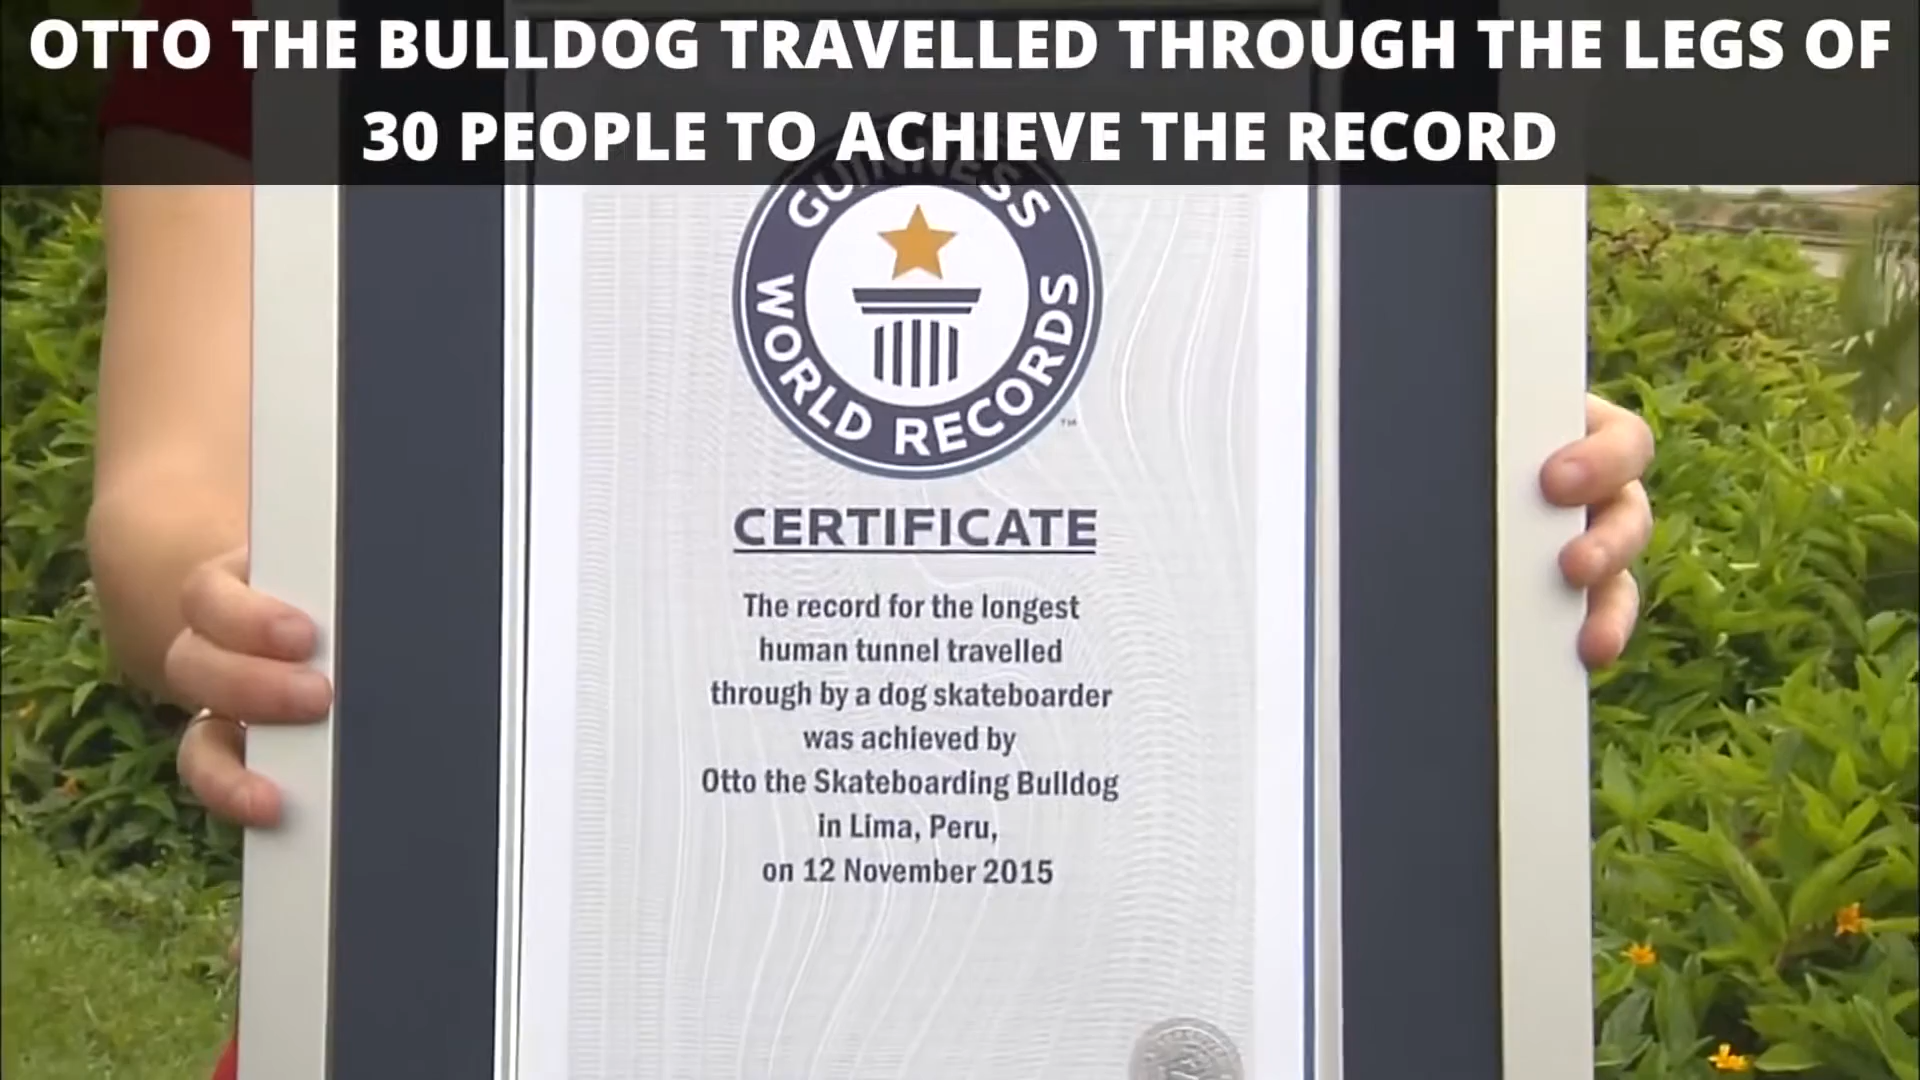 OTTO THE BULLDOG TRAVELLED THROUGH THE LEGS OF
30 PEOPLE TO ACHIEVE THE RECORD
GUINNESS
WORLD RECORDS
TM
CERTIFICATE
The record for the longest
human tunnel travelled
through by a dog skateboarder
was achieved by
Otto the Skateboarding Bulldog
in Lima, Peru,
on 12 November 2015